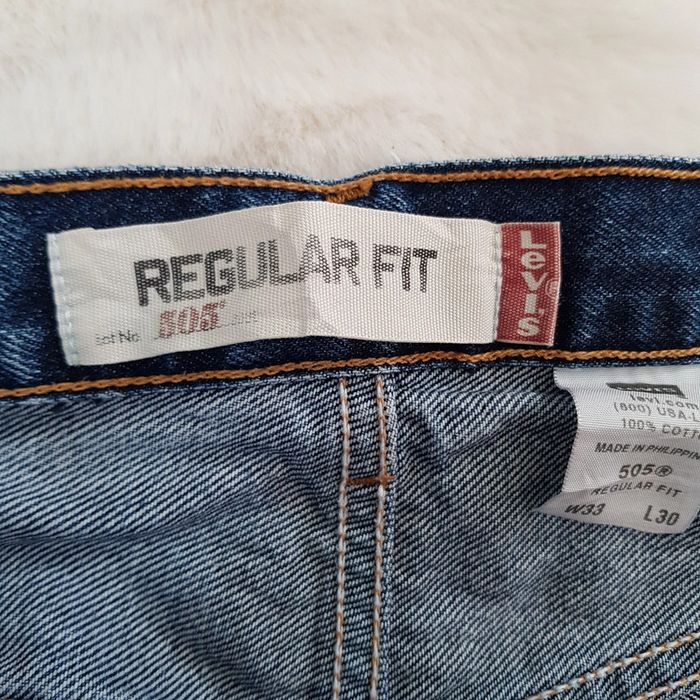 REGULAR FIT
Lot No. 505®
Levi's®
levi.com
(800) USA-L
100% COTT
MADE IN PHILIPPIN
505®
REGULAR FIT
W33 L30